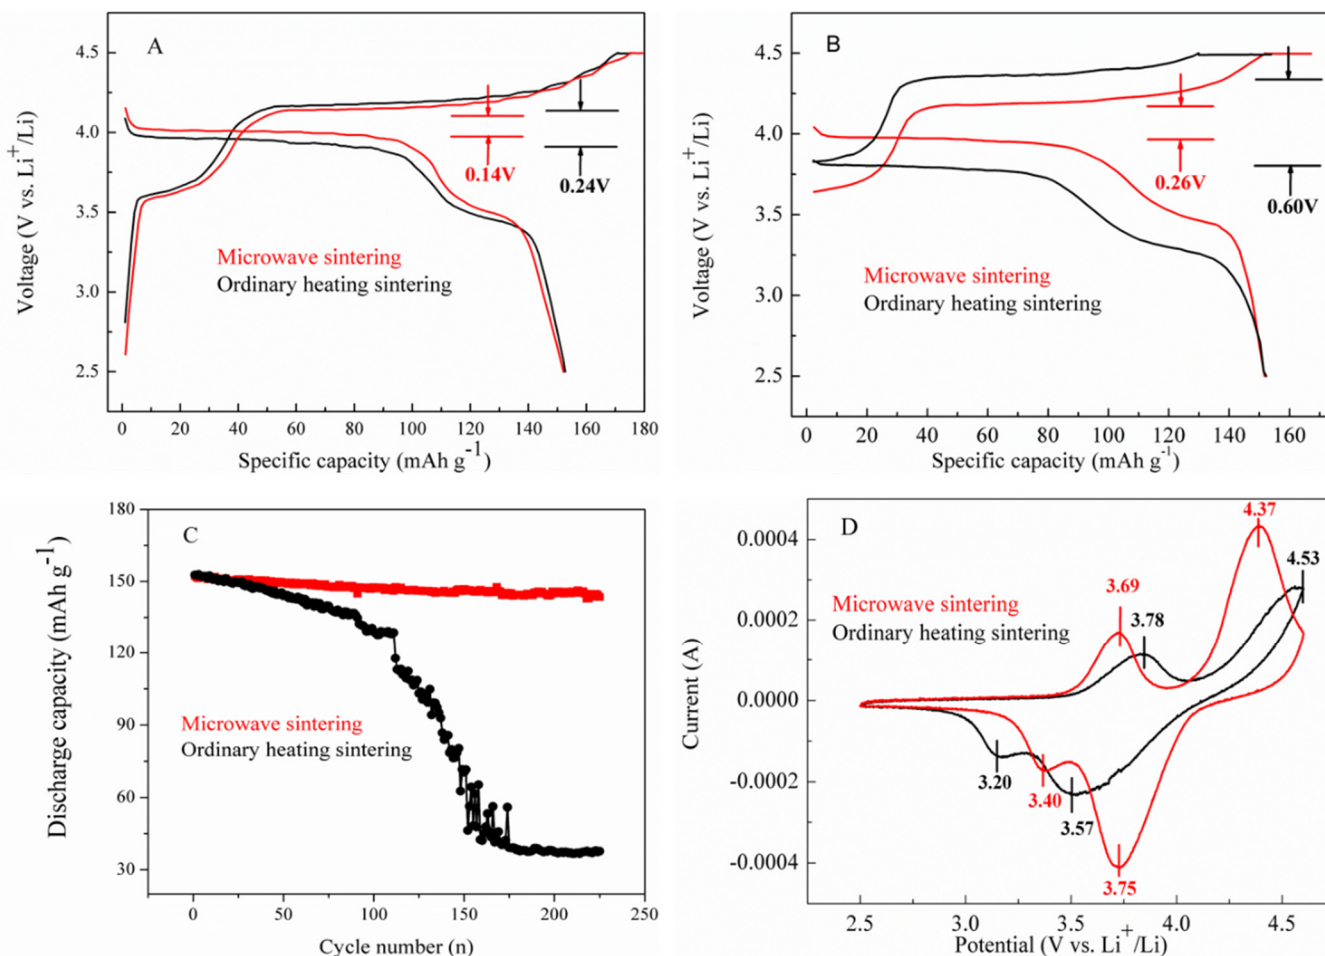 A
4.5
4.0
3.5
3.0
2.5
Voltage (V vs. Li⁺/Li)
0.14V
0.24V
Microwave sintering
Ordinary heating sintering
0 20 40 60 80 100 120 140 160 180
Specific capacity (mAh g⁻¹)
B
4.5
4.0
3.5
3.0
2.5
Voltage (V vs. Li⁺/Li)
0.26V
0.60V
Microwave sintering
Ordinary heating sintering
0 20 40 60 80 100 120 140 160
Specific capacity (mAh g⁻¹)
C
180
150
120
90
60
30
Discharge capacity (mAh g⁻¹)
Microwave sintering
Ordinary heating sintering
0 50 100 150 200 250
Cycle number (n)
D
0.0004
0.0002
0.0000
-0.0002
-0.0004
Current (A)
4.37
4.53
3.69
3.78
Microwave sintering
Ordinary heating sintering
3.20
3.40
3.57
3.75
2.5 3.0 3.5 4.0 4.5
Potential (V vs. Li⁺/Li)